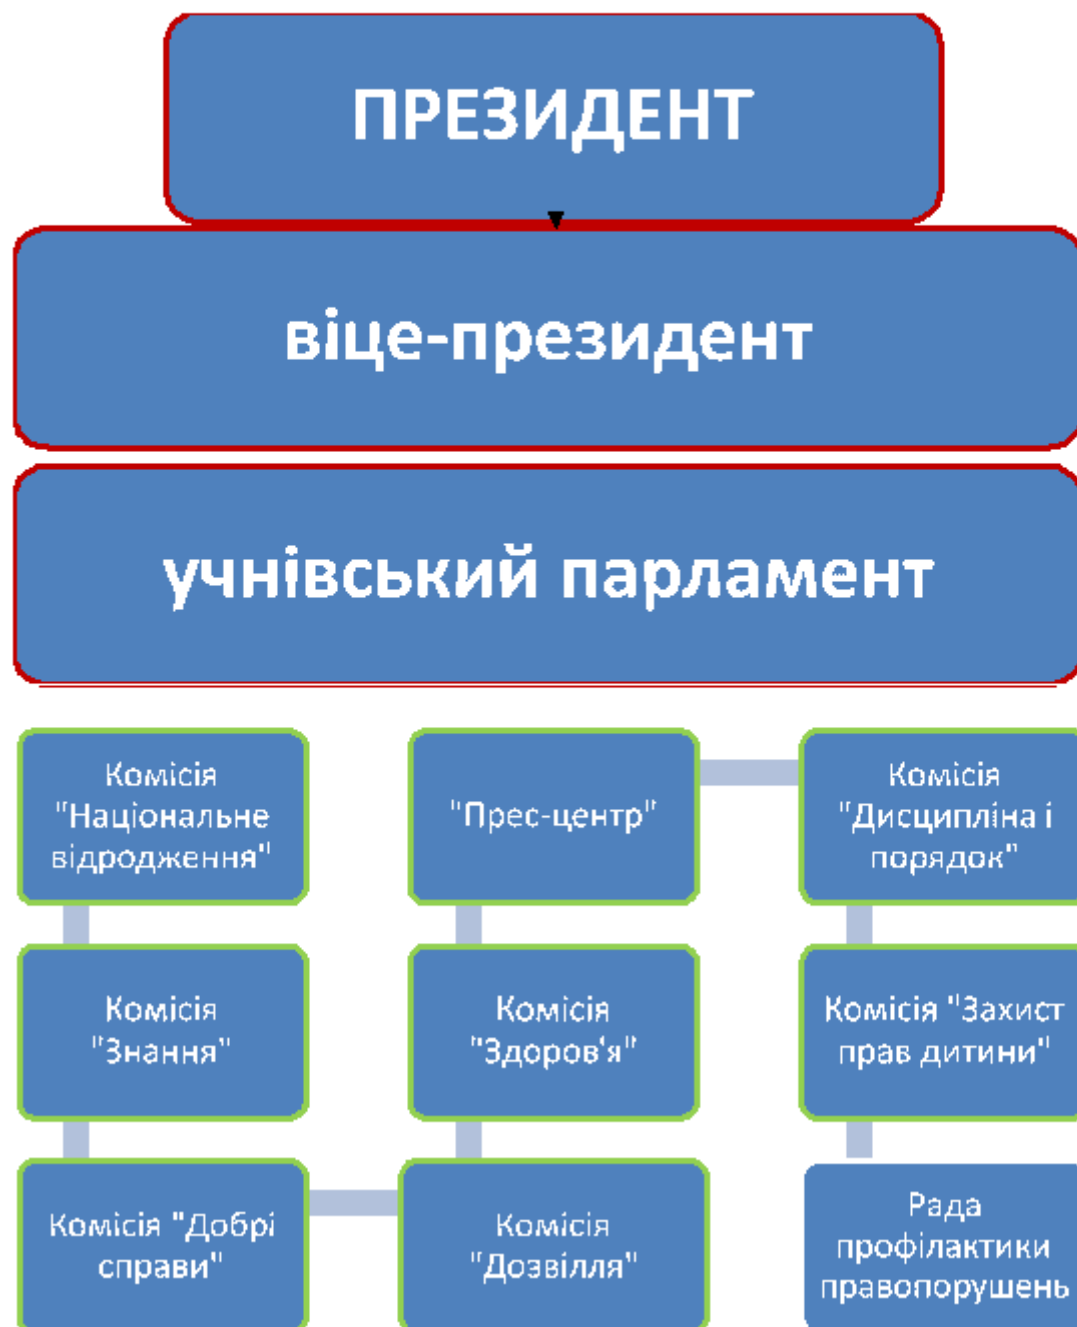 ПРЕЗИДЕНТ
віце-президент
учнівський парламент
Комісія
"Національне
відродження"
"Прес-центр"
Комісія
"Дисципліна і
порядок"
Комісія
"Знання"
Комісія
"Здоров'я"
Комісія "Захист
прав дитини"
Комісія "Добрі
справи"
Комісія
"Дозвілля"
Рада
профілактики
правопорушень